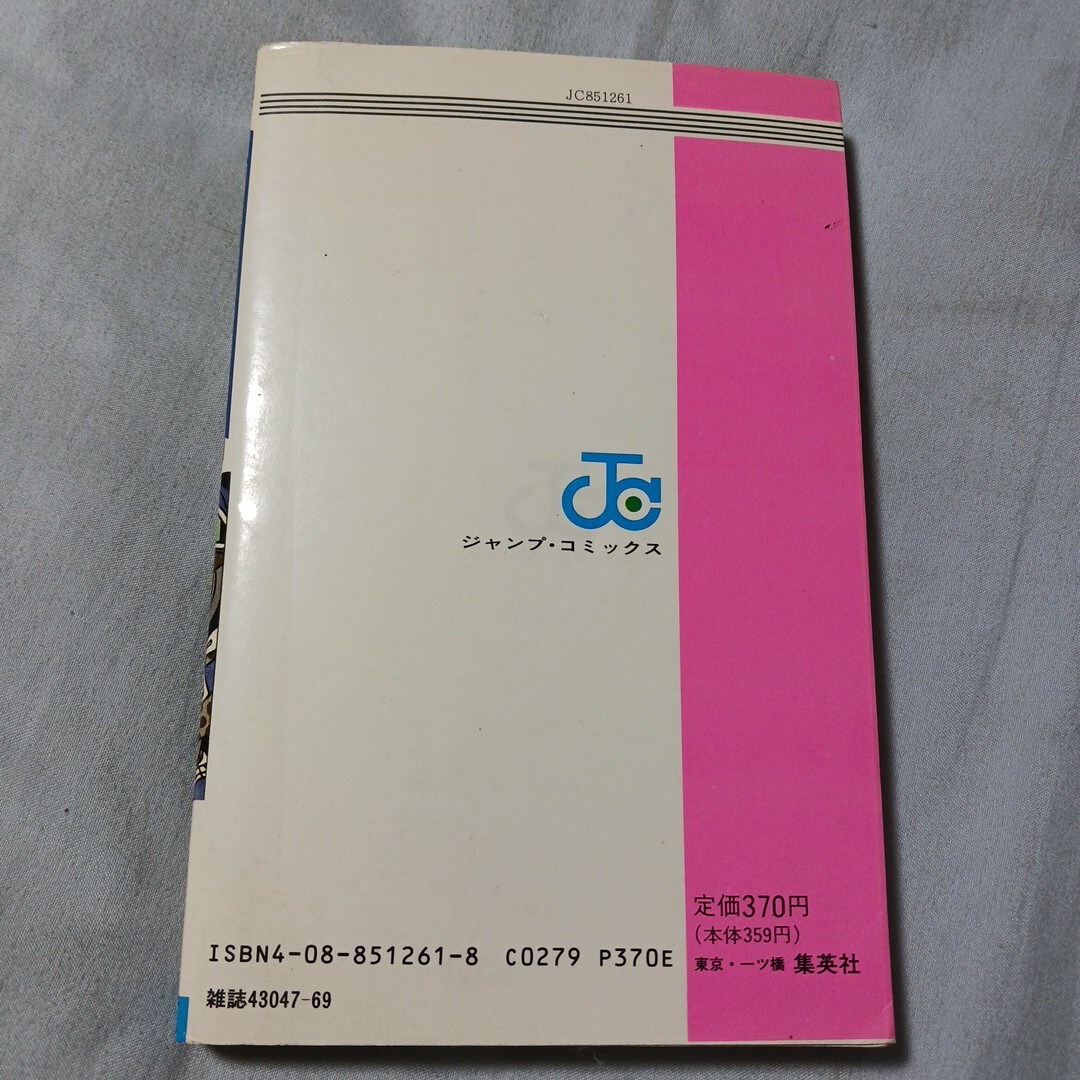 JC851261
JC
ジャンプ・コミックス
定価370円
(本体359円)
東京・一ツ橋 集英社
ISBN4-08-851261-8 C0279 P370E
雑誌43047-69